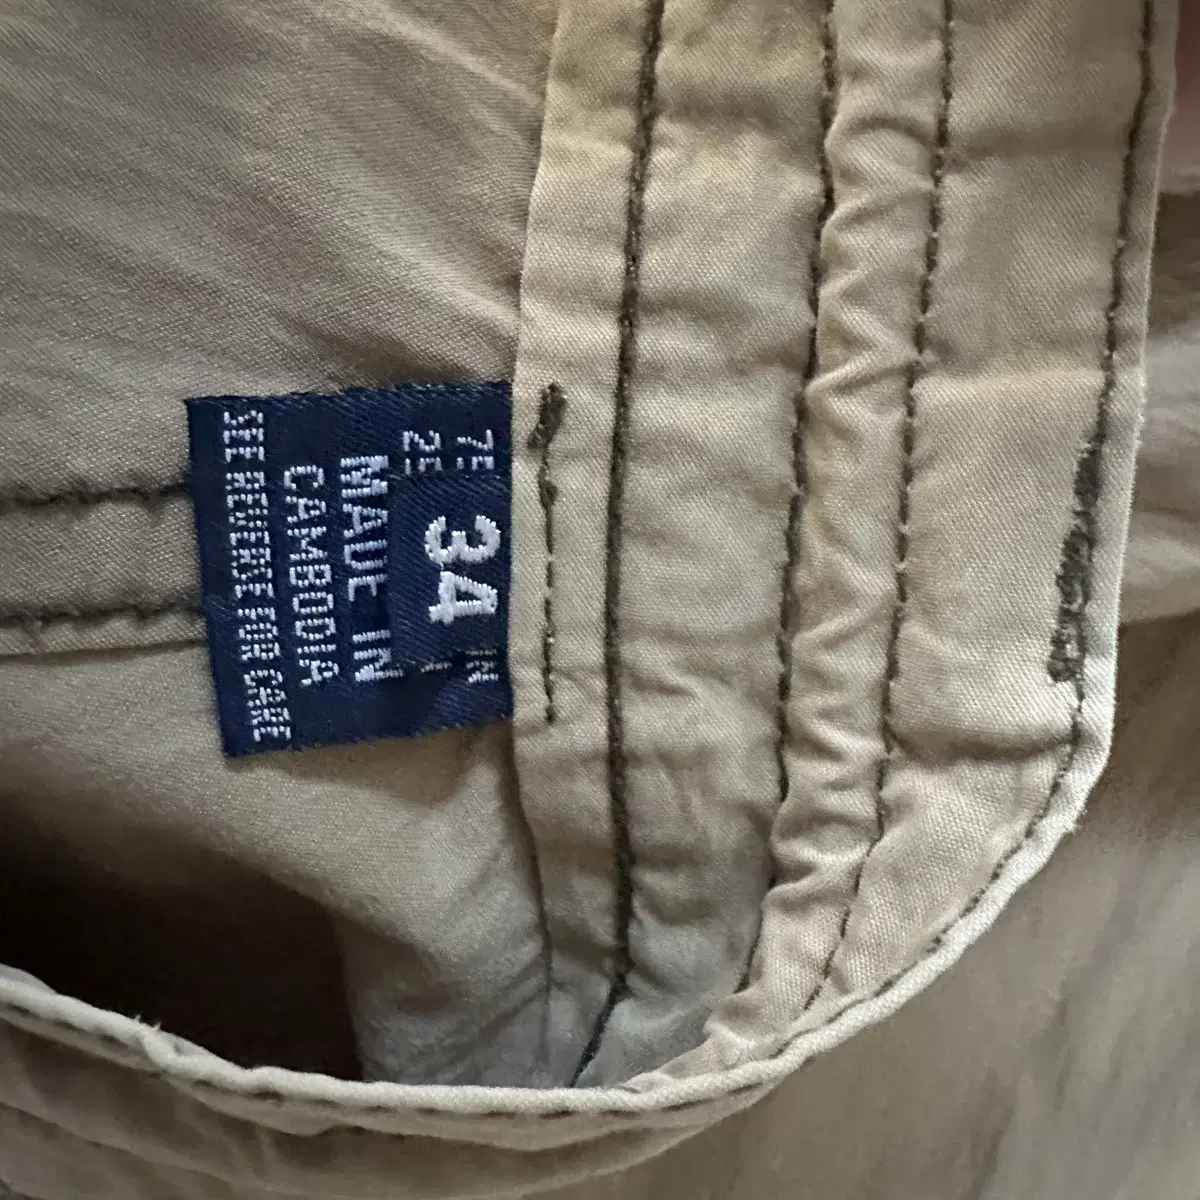 34
MADE IN
CAMBODIA
SEE REVERSE FOR CARE